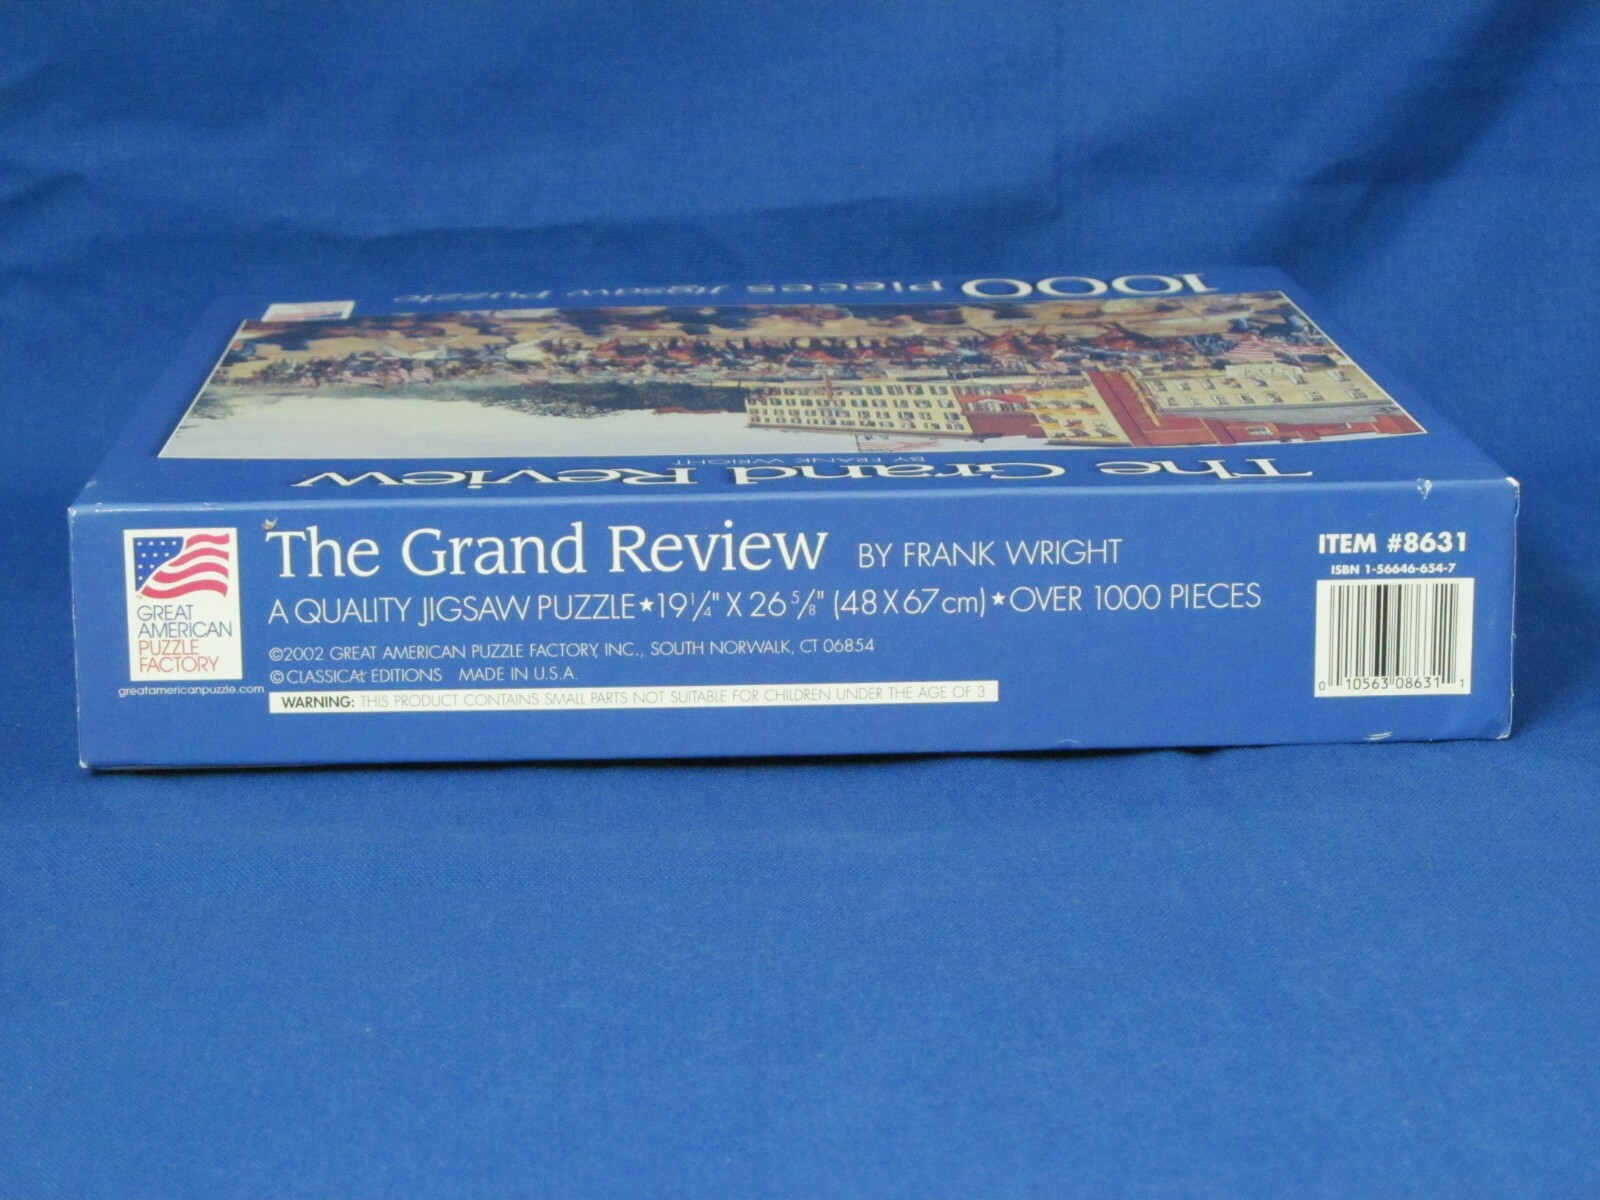 1000 Pieces Jigsaw Puzzle
BY FRANK WRIGHT
The Grand Review
GREAT
AMERICAN
PUZZLE
FACTORY
greatamericanpuzzle.com
The Grand Review BY FRANK WRIGHT
A QUALITY JIGSAW PUZZLE★19¼" X 26⅝" (48 X 67 cm)★OVER 1000 PIECES
©2002 GREAT AMERICAN PUZZLE FACTORY, INC., SOUTH NORWALK, CT 06854
© CLASSICAL EDITIONS MADE IN U.S.A.
WARNING: THIS PRODUCT CONTAINS SMALL PARTS NOT SUITABLE FOR CHILDREN UNDER THE AGE OF 3
ITEM #8631
ISBN 1-56646-654-7
0 10563 08631 1